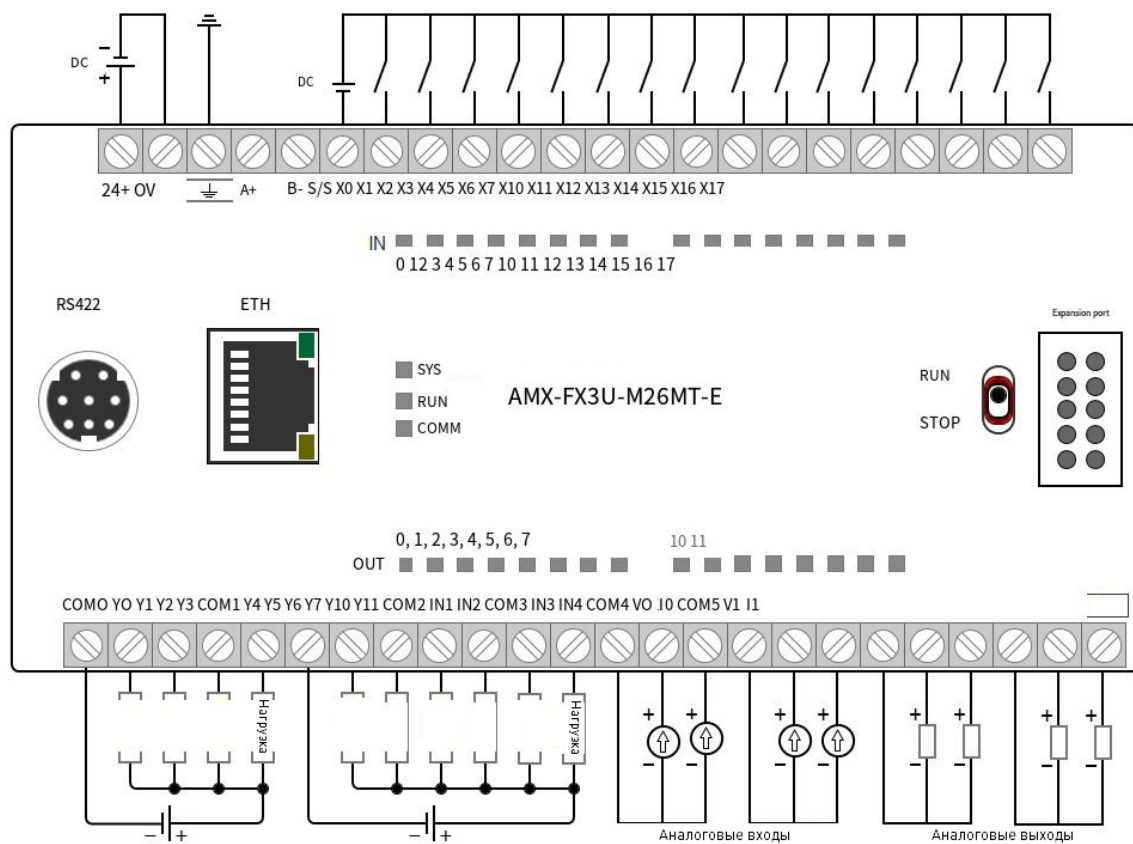 DC
− +
DC
24+ OV A+ B- S/S X0 X1 X2 X3 X4 X5 X6 X7 X10 X11 X12 X13 X14 X15 X16 X17
IN
0 12 3 4 5 6 7 10 11 12 13 14 15 16 17
RS422 ETH
Expansion port
SYS
RUN
COMM
AMX-FX3U-M26MT-E
RUN
STOP
0, 1, 2, 3, 4, 5, 6, 7 10 11
OUT
COMO YO Y1 Y2 Y3 COM1 Y4 Y5 Y6 Y7 Y10 Y11 COM2 IN1 IN2 COM3 IN3 IN4 COM4 VO I0 COM5 V1 I1
Нагрузка
Нагрузка
+ + + + + + + +
− − − − − − − −
− + − +
Аналоговые входы Аналоговые выходы